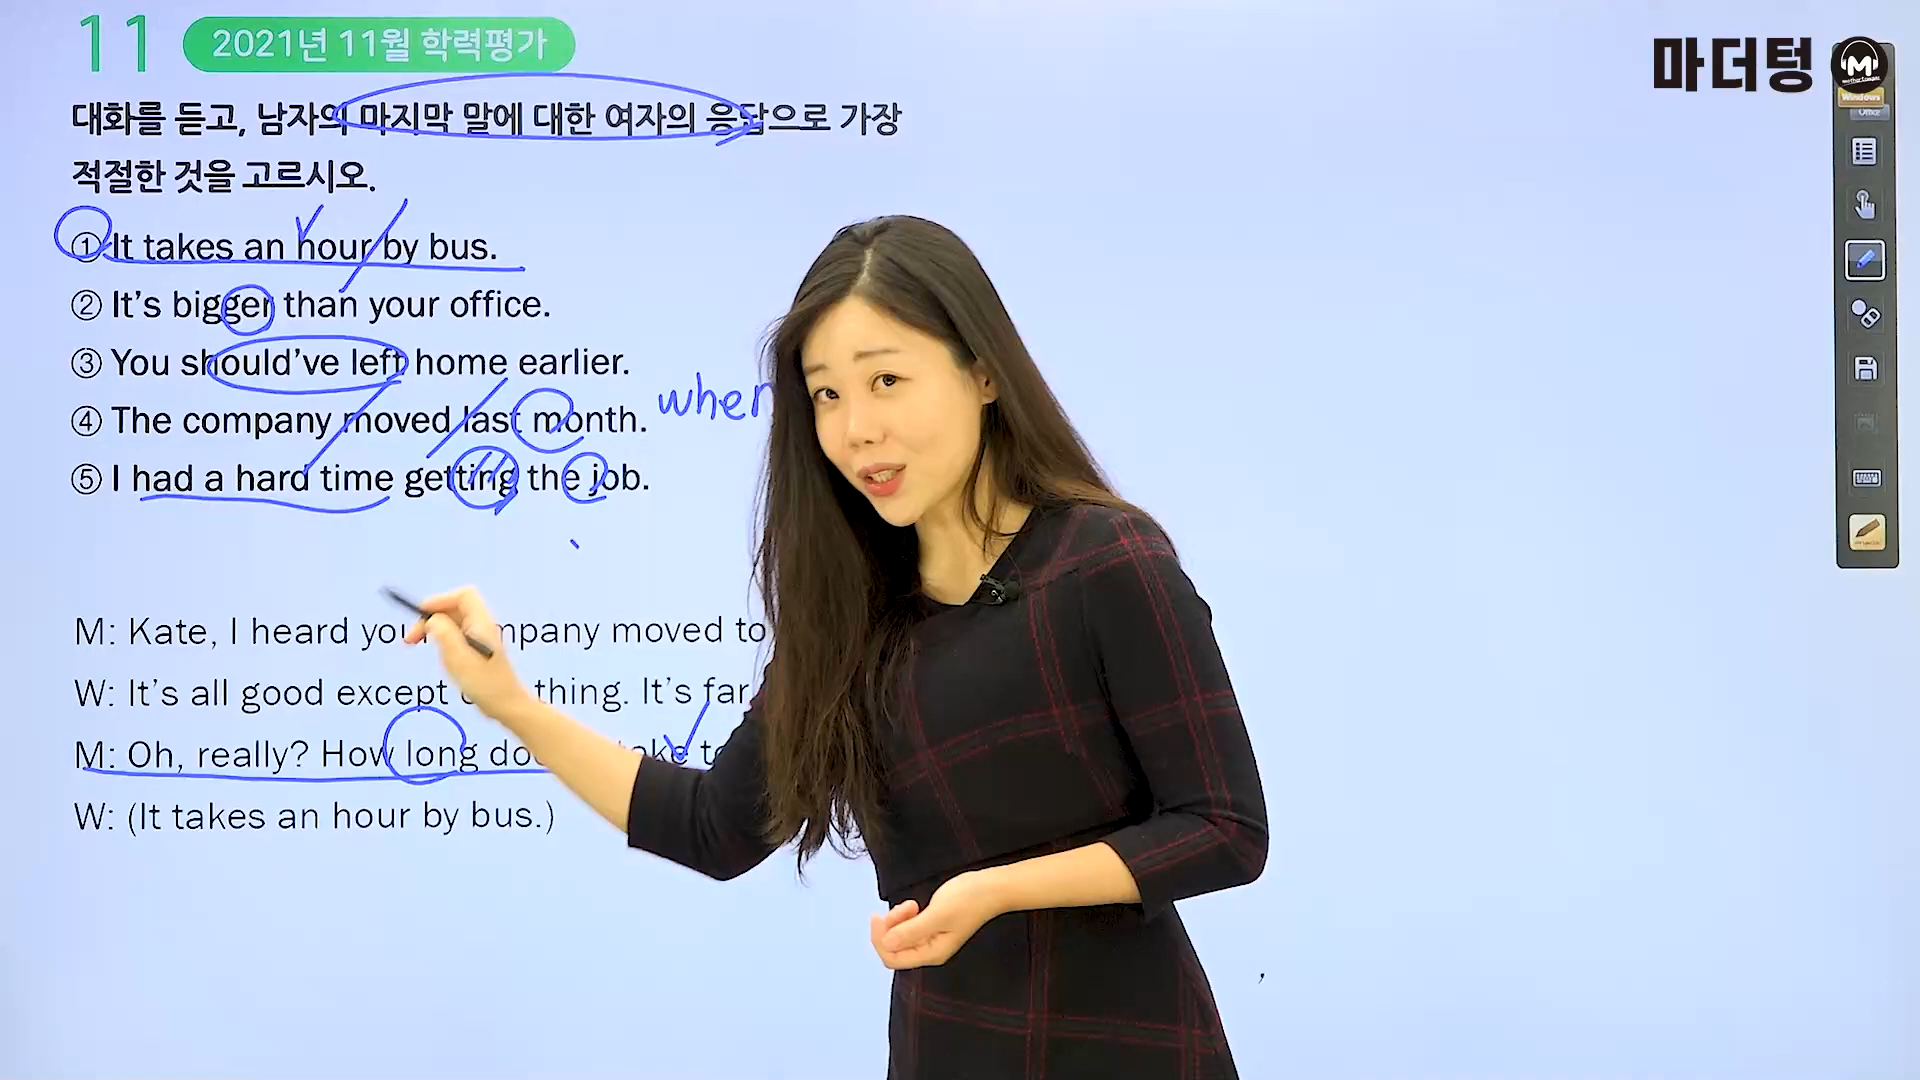 11 2021년 11월 학력평가
마더텅
대화를 듣고, 남자의 마지막 말에 대한 여자의 응답으로 가장
적절한 것을 고르시오.
① It takes an hour by bus.
② It's bigger than your office.
③ You should've left home earlier.
④ The company moved last month.
⑤ I had a hard time getting the job.
M: Kate, I heard your company moved to
W: It's all good except thing. It's far
M: Oh, really? How long
W: (It takes an hour by bus.)